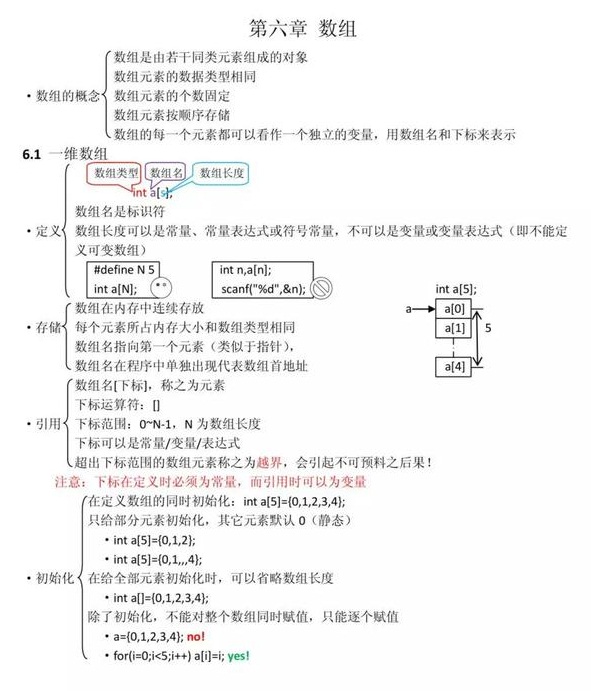 第六章 数组
数组是由若干同类元素组成的对象
数组元素的数据类型相同
• 数组的概念 数组元素的个数固定
数组元素按顺序存储
数组的每一个元素都可以看作一个独立的变量，用数组名和下标来表示
6.1 一维数组
数组类型 数组名 数组长度
int a[5];
数组名是标识符
• 定义 数组长度可以是常量、常量表达式或符号常量，不可以是变量或变量表达式（即不能定
义可变数组）
#define N 5
int a[N];
int n,a[n];
scanf("%d",&n);
数组在内存中连续存放
• 存储 每个元素所占内存大小和数组类型相同
数组名指向第一个元素（类似于指针），
数组名在程序中单独出现代表数组首地址
int a[5];
a a[0]
a[1] 5
a[4]
数组名[下标]，称之为元素
下标运算符：[]
• 引用 下标范围：0~N-1，N 为数组长度
下标可以是常量/变量/表达式
超出下标范围的数组元素称之为越界，会引起不可预料之后果！
注意：下标在定义时必须为常量，而引用时可以为变量
在定义数组的同时初始化：int a[5]={0,1,2,3,4};
只给部分元素初始化，其它元素默认 0（静态）
• int a[5]={0,1,2};
• int a[5]={0,1,,,4};
• 初始化 在给全部元素初始化时，可以省略数组长度
• int a[]={0,1,2,3,4};
除了初始化，不能对整个数组同时赋值，只能逐个赋值
• a={0,1,2,3,4}; no!
• for(i=0;i<5;i++) a[i]=i; yes!